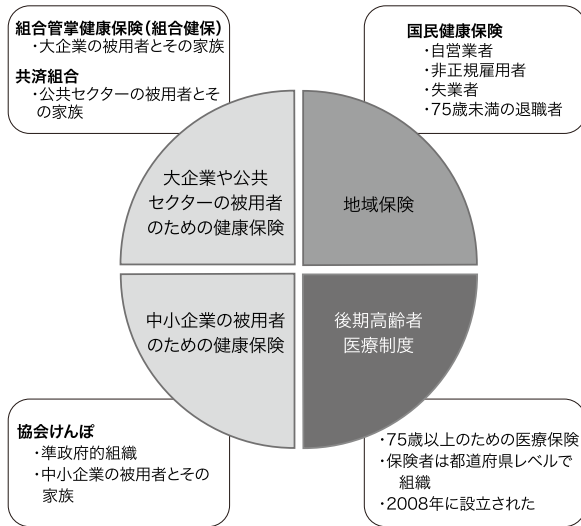 組合管掌健康保険（組合健保）
・大企業の被用者とその家族
共済組合
・公共セクターの被用者とそ
の家族
国民健康保険
・自営業者
・非正規雇用者
・失業者
・75歳未満の退職者
大企業や公共
セクターの被用者
のための健康保険
地域保険
中小企業の被用者
のための健康保険
後期高齢者
医療制度
協会けんぽ
・準政府的組織
・中小企業の被用者とその
家族
・75歳以上のための医療保険
・保険者は都道府県レベルで
組織
・2008年に設立された